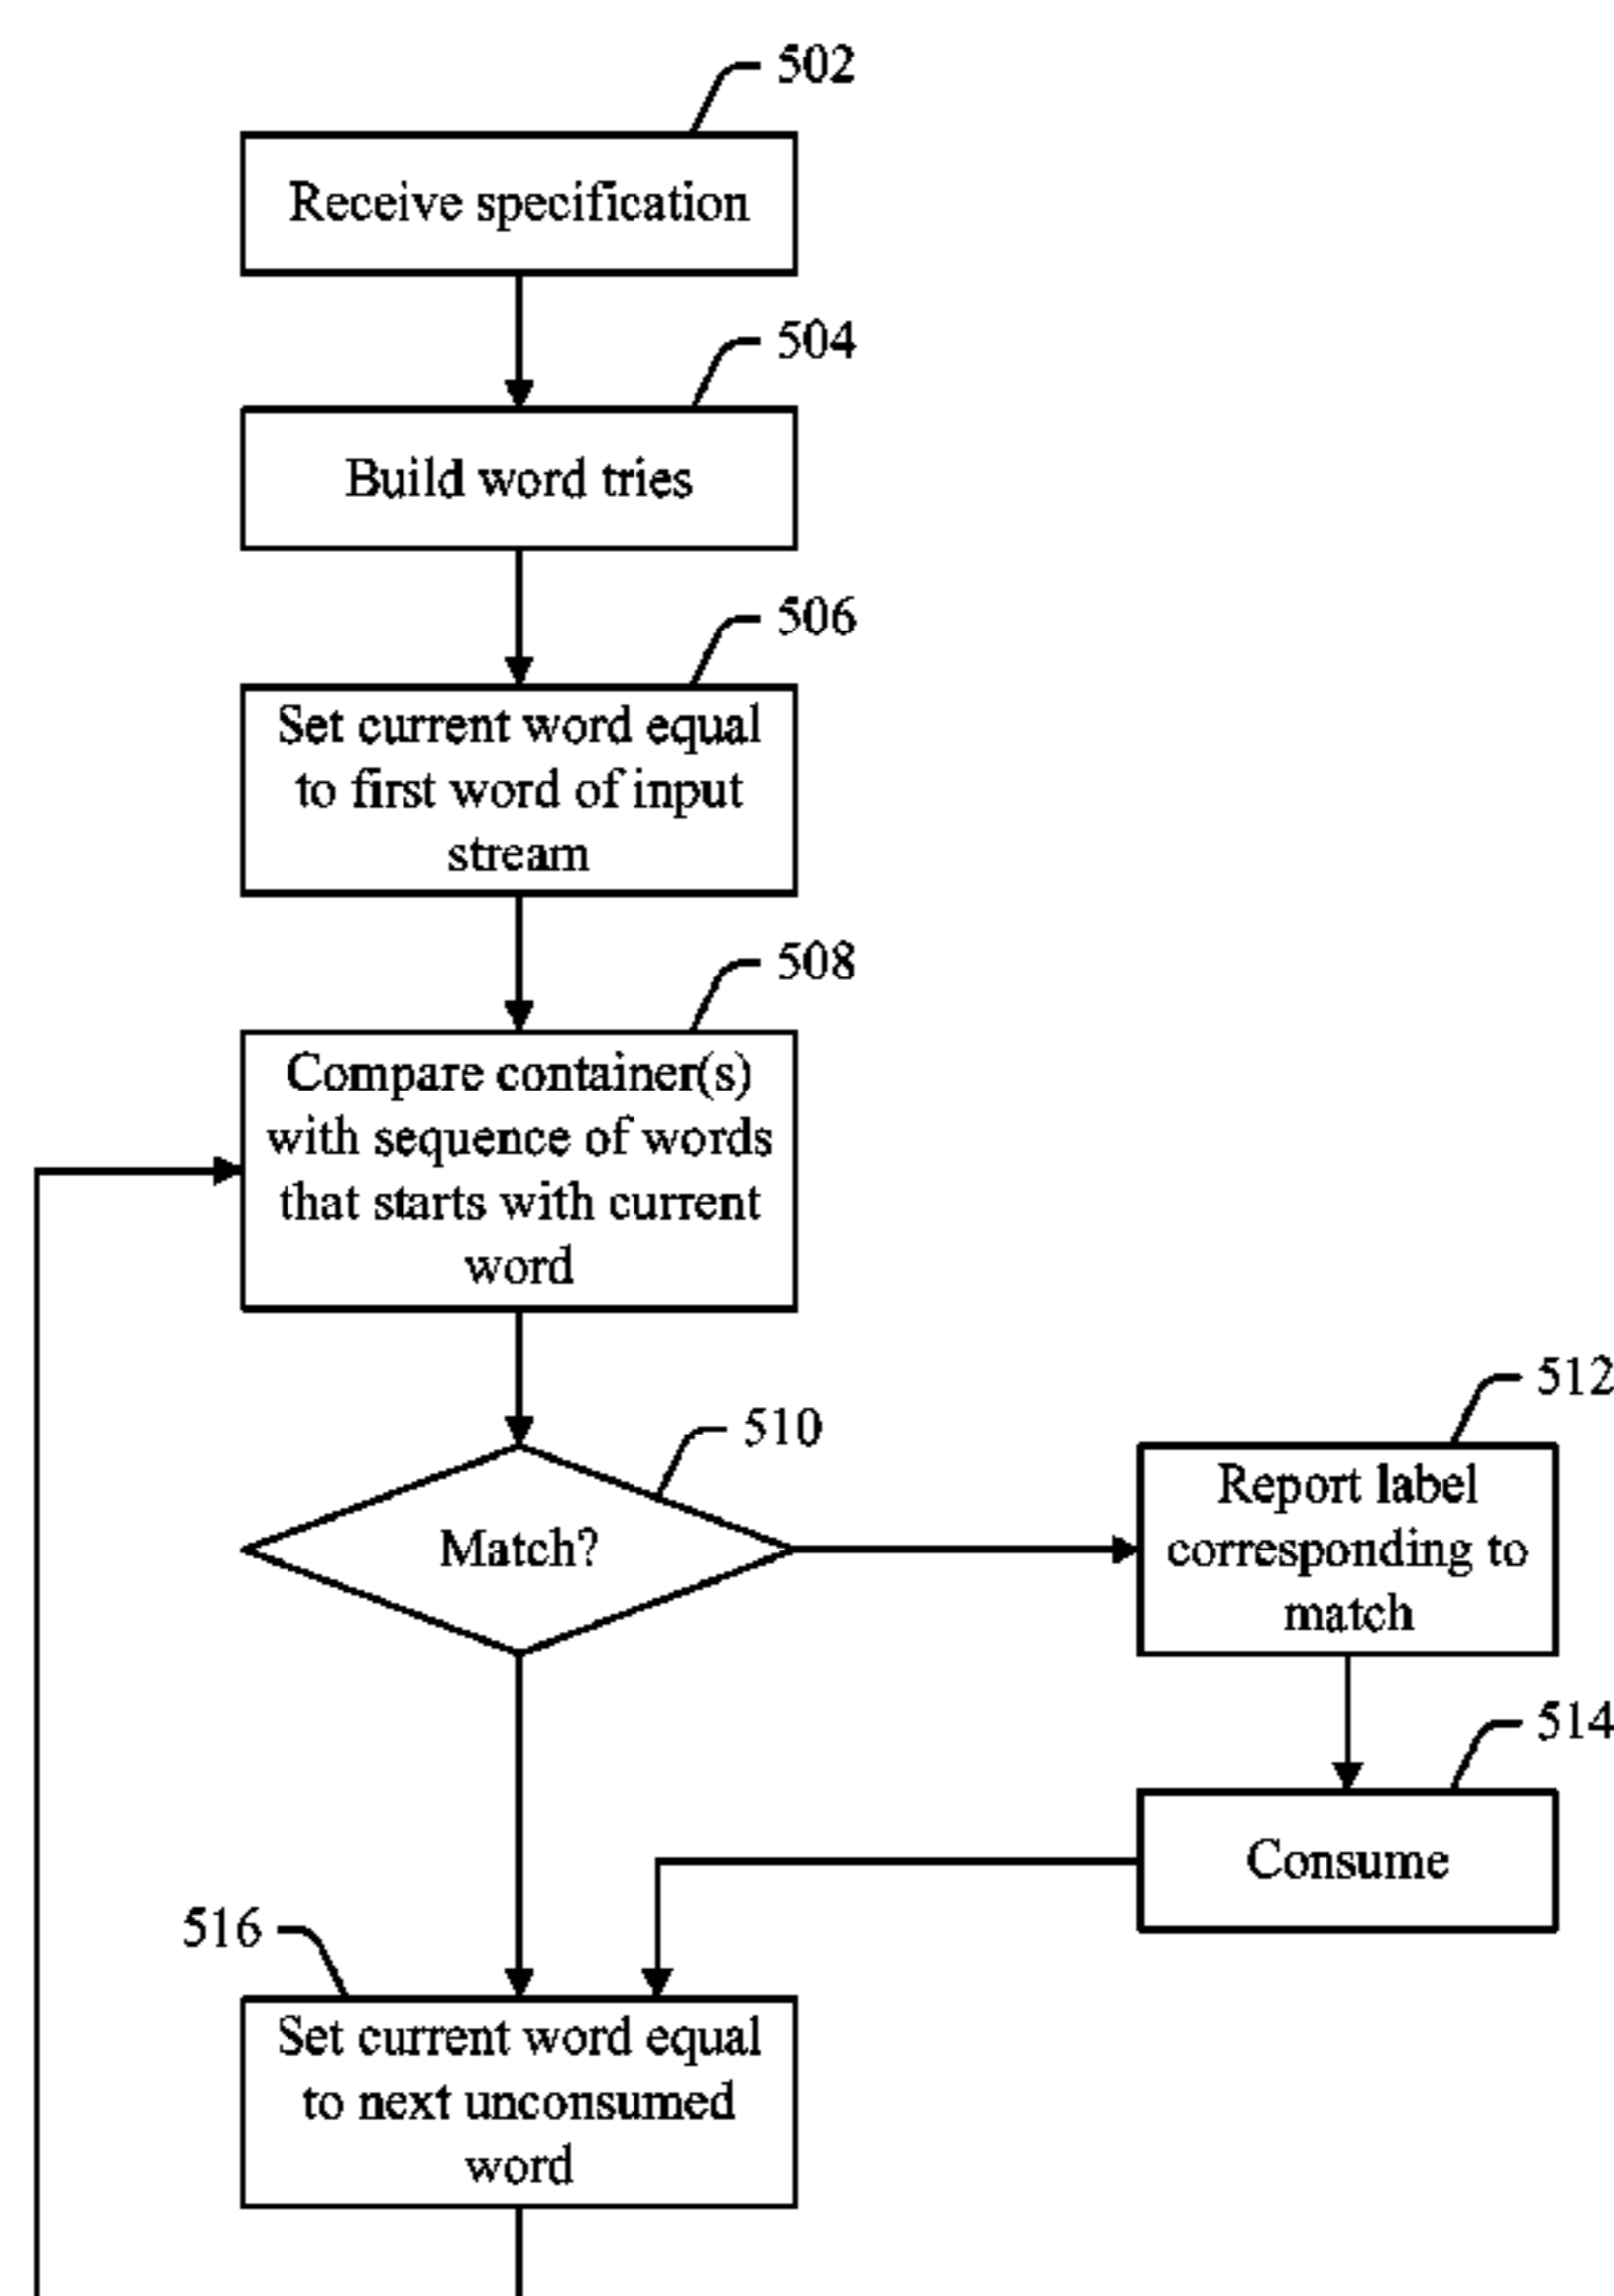 502
Receive specification
504
Build word tries
506
Set current word equal
to first word of input
stream
508
Compare container(s)
with sequence of words
that starts with current
word
510
Match?
512
Report label
corresponding to
match
514
Consume
516
Set current word equal
to next unconsumed
word